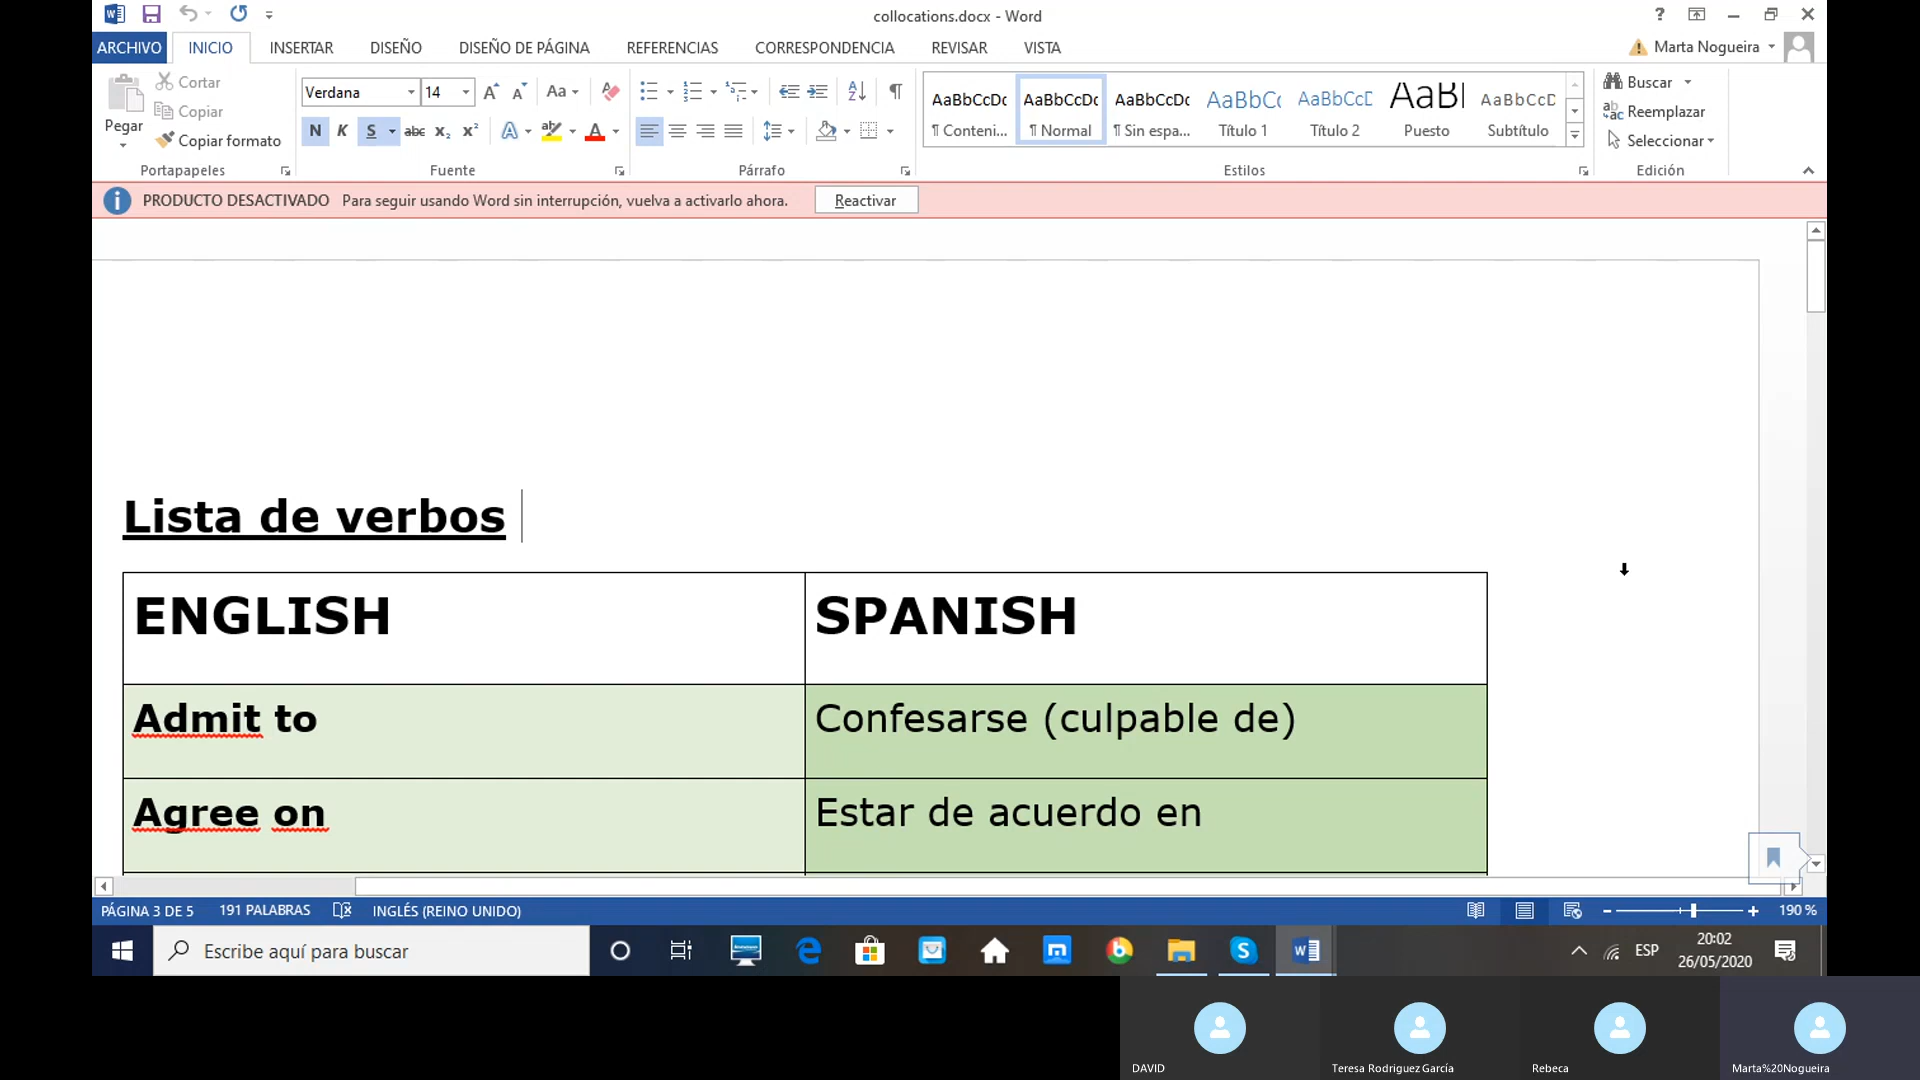 collocations.docx - Word
?
ARCHIVO INICIO INSERTAR DISEÑO DISEÑO DE PÁGINA REFERENCIAS CORRESPONDENCIA REVISAR VISTA Marta Nogueira
Pegar
Cortar
Copiar
Copiar formato
Portapapeles
Verdana 14
N K S abc x₂ x²
Aa
A
Fuente
Párrafo
AaBbCcDc AaBbCcDc AaBbCcDc AaBbCc AaBbCcD AaBl AaBbCcD
¶ Conteni... ¶ Normal ¶ Sin espa... Título 1 Título 2 Puesto Subtítulo
Estilos
Buscar
Reemplazar
Seleccionar
Edición
PRODUCTO DESACTIVADO Para seguir usando Word sin interrupción, vuelva a activarlo ahora. Reactivar
Lista de verbos
ENGLISH SPANISH
Admit to Confesarse (culpable de)
Agree on Estar de acuerdo en
PÁGINA 3 DE 5 191 PALABRAS INGLÉS (REINO UNIDO) 190 %
Escribe aquí para buscar
ESP
20:02
26/05/2020
DAVID Teresa Rodriguez García Rebeca Marta%20Nogueira